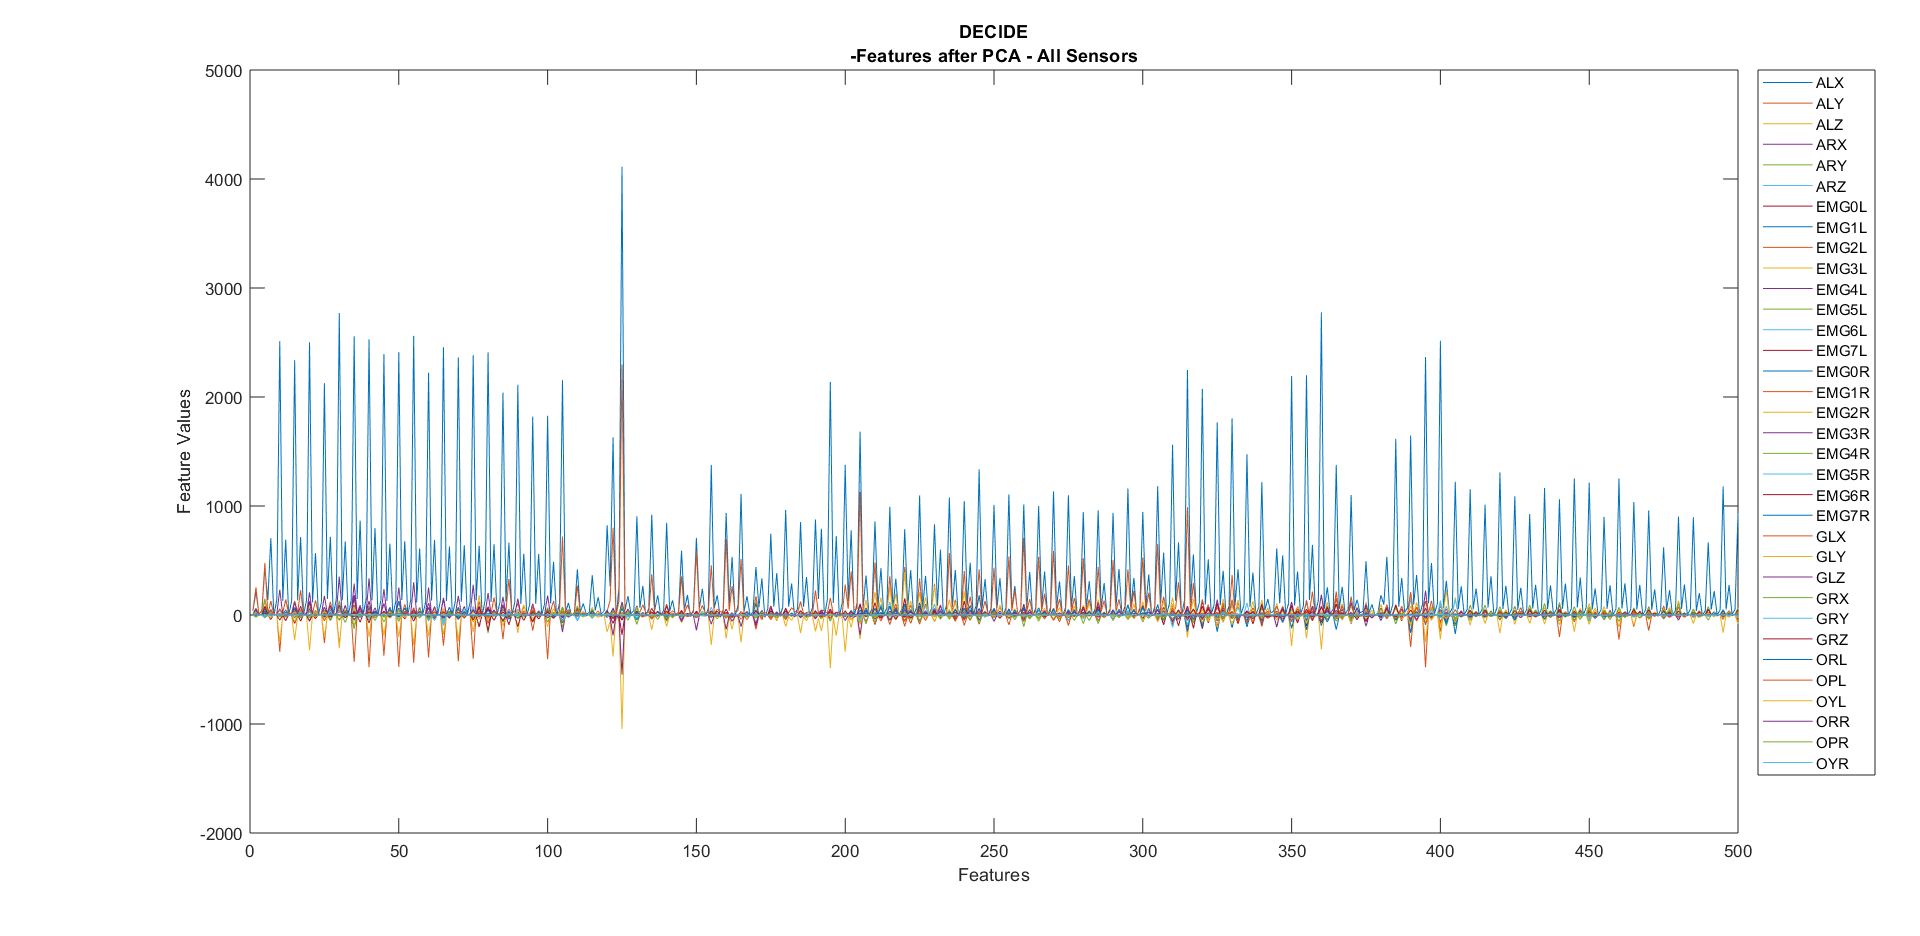 DECIDE
-Features after PCA - All Sensors
5000
4000
3000
2000
1000
0
-1000
-2000
Feature Values
0 50 100 150 200 250 300 350 400 450 500
Features
ALX
ALY
ALZ
ARX
ARY
ARZ
EMG0L
EMG1L
EMG2L
EMG3L
EMG4L
EMG5L
EMG6L
EMG7L
EMG0R
EMG1R
EMG2R
EMG3R
EMG4R
EMG5R
EMG6R
EMG7R
GLX
GLY
GLZ
GRX
GRY
GRZ
ORL
OPL
OYL
ORR
OPR
OYR